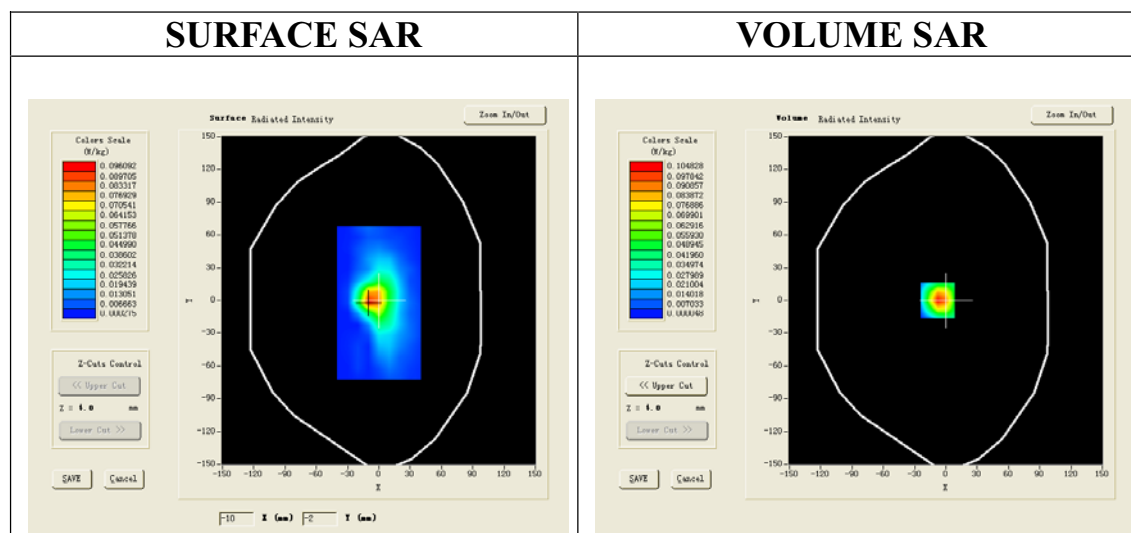 SURFACE SAR
VOLUME SAR
Surface Radiated Intensity
Zoom In/Out
Colors Scale
(W/kg)
0.096092
0.089705
0.083317
0.076929
0.070541
0.064153
0.057766
0.051378
0.044990
0.038602
0.032214
0.025826
0.019439
0.013051
0.006663
0.000275
Z-Cuts Control
<< Upper Cut
Z = 4.0 mm
Lower Cut >>
SAVE
Cancel
150
120
90
60
30
0
-30
-60
-90
-120
-150
Y
-150 -120 -90 -60 -30 0 30 60 90 120 150
X
-10 X (mm) -2 Y (mm)
Volume Radiated Intensity
Zoom In/Out
Colors Scale
(W/kg)
0.104828
0.097842
0.090857
0.083872
0.076886
0.069901
0.062916
0.055930
0.048945
0.041960
0.034974
0.027989
0.021004
0.014018
0.007033
0.000048
Z-Cuts Control
<< Upper Cut
Z = 4.0 mm
Lower Cut >>
SAVE
Cancel
150
120
90
60
30
0
-30
-60
-90
-120
-150
Y
-150 -120 -90 -60 -30 0 30 60 90 120 150
X